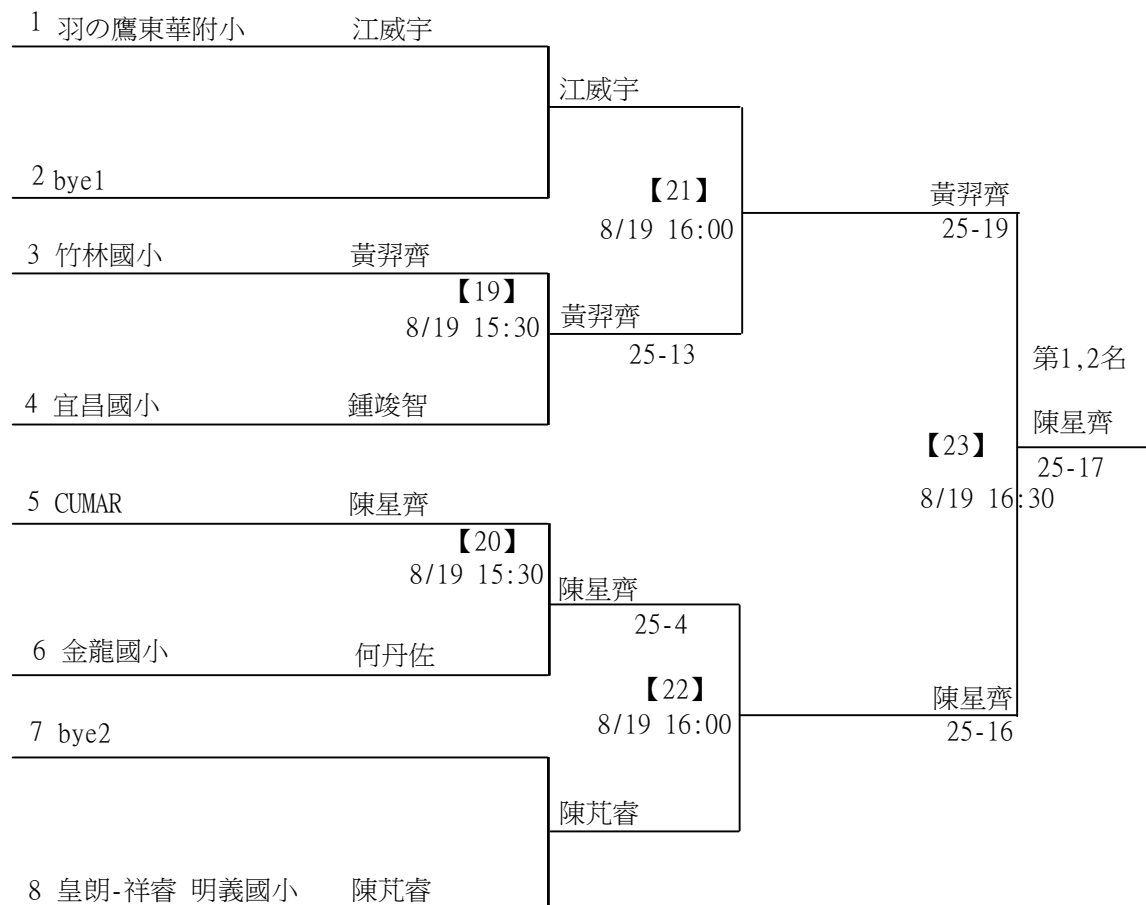 1 羽の鷹東華附小 江威宇
江威宇
2 bye1
【21】
8/19 16:00
黃羿齊
25-19
3 竹林國小 黃羿齊
【19】
8/19 15:30
黃羿齊
25-13
4 宜昌國小 鍾竣智
第1,2名
陳星齊
25-17
【23】
8/19 16:30
5 CUMAR 陳星齊
【20】
8/19 15:30
陳星齊
25-4
6 金龍國小 何丹佐
【22】
8/19 16:00
陳星齊
25-16
7 bye2
陳芃睿
8 皇朗-祥睿 明義國小 陳芃睿